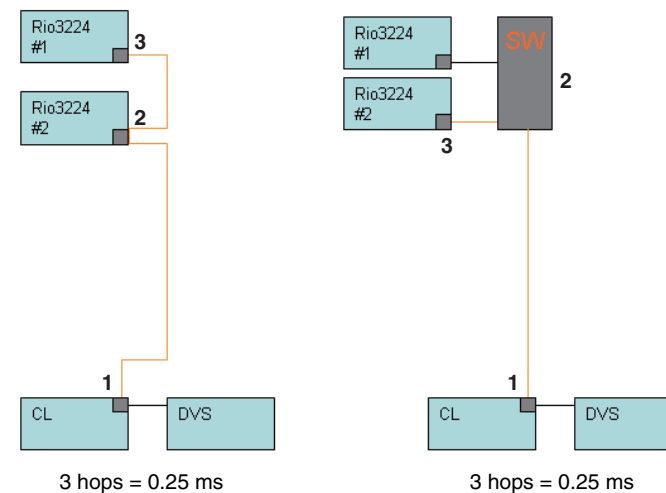 Rio3224
#1
3
Rio3224
#2
2
1
CL
DVS
3 hops = 0.25 ms
Rio3224
#1
SW
2
Rio3224
#2
3
1
CL
DVS
3 hops = 0.25 ms